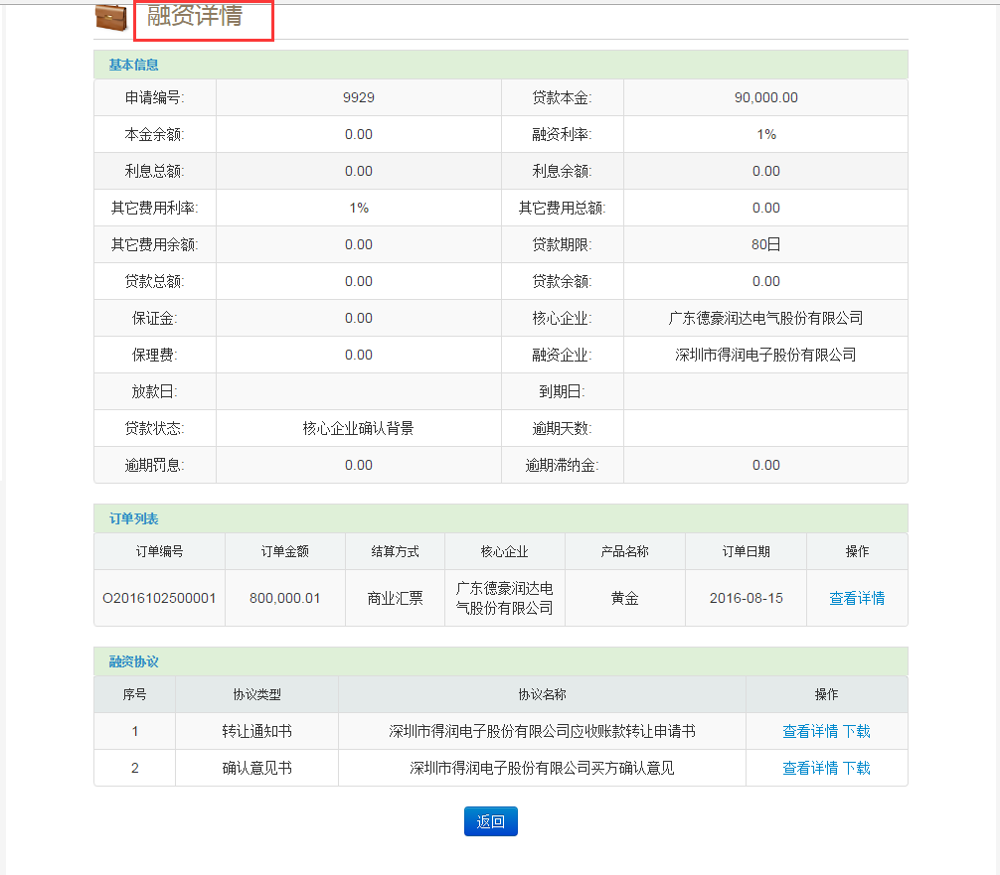 融资详情
基本信息
申请编号: 9929 贷款本金: 90,000.00
本金余额: 0.00 融资利率: 1%
利息总额: 0.00 利息余额: 0.00
其它费用利率: 1% 其它费用总额: 0.00
其它费用余额: 0.00 贷款期限: 80日
贷款总额: 0.00 贷款余额: 0.00
保证金: 0.00 核心企业: 广东德豪润达电气股份有限公司
保理费: 0.00 融资企业: 深圳市得润电子股份有限公司
放款日: 到期日:
贷款状态: 核心企业确认背景 逾期天数:
逾期罚息: 0.00 逾期滞纳金: 0.00
订单列表
订单编号 订单金额 结算方式 核心企业 产品名称 订单日期 操作
O2016102500001 800,000.01 商业汇票 广东德豪润达电 黄金 2016-08-15 查看详情
气股份有限公司
融资协议
序号 协议类型 协议名称 操作
1 转让通知书 深圳市得润电子股份有限公司应收账款转让申请书 查看详情 下载
2 确认意见书 深圳市得润电子股份有限公司买方确认意见 查看详情 下载
返回